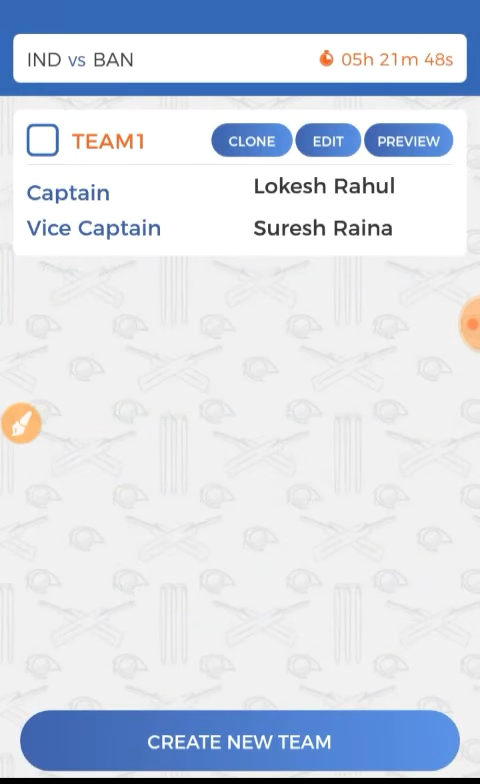 IND vs BAN 05h 21m 48s
TEAM1 CLONE EDIT PREVIEW
Captain Lokesh Rahul
Vice Captain Suresh Raina
CREATE NEW TEAM